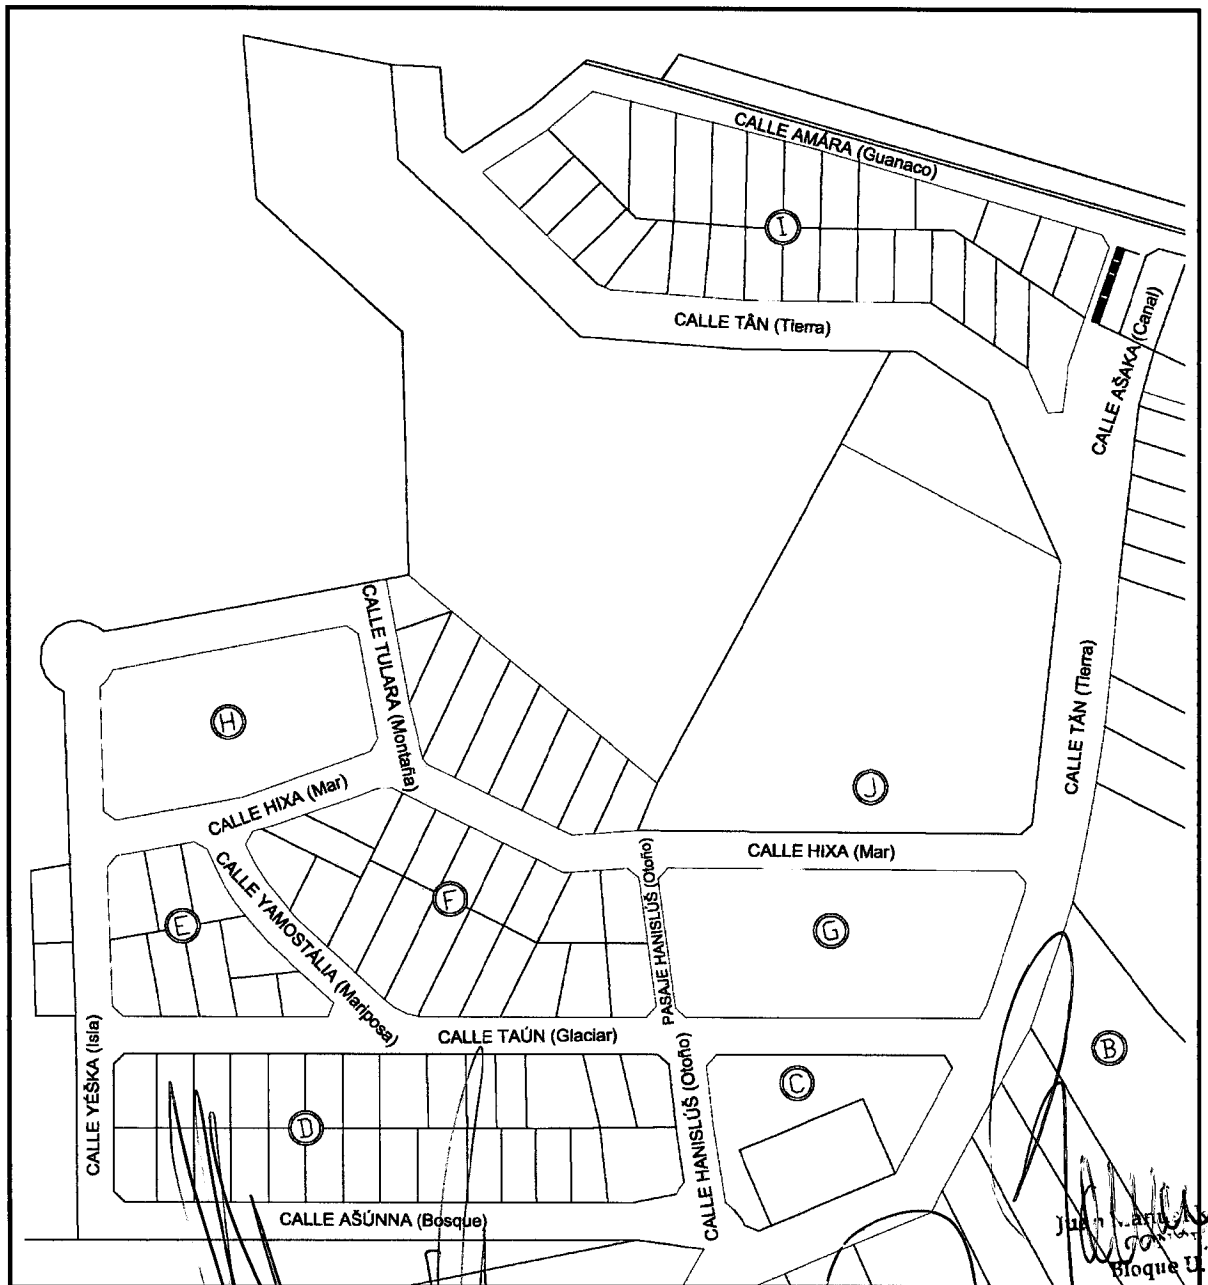 CALLE AMÁRA (Guanaco)
I
CALLE TÂN (Tierra)
CALLE AŠAKA (Canal)
CALLE TULARA (Montaña)
CALLE TÄN (Tierra)
H
J
CALLE HIXA (Mar)
CALLE HIXA (Mar)
PASAJE HANISLÚŠ (Otoño)
CALLE YAMOSTÁLIA (Mariposa)
F
E
G
CALLE YÉŠKA (Isla)
CALLE TAÚN (Glaciar)
B
C
CALLE HANISLÚŠ (Otoño)
D
CALLE AŠÚNNA (Bosque)
Bloque U.